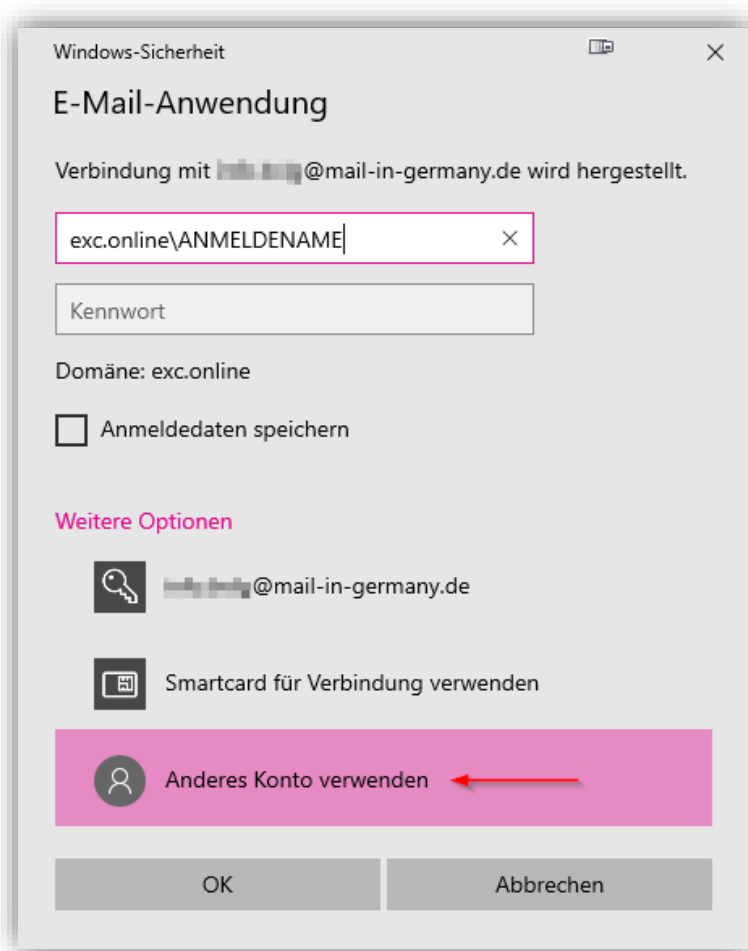 Windows-Sicherheit
E-Mail-Anwendung
Verbindung mit @mail-in-germany.de wird hergestellt.
exc.online\ANMELDENAME
Kennwort
Domäne: exc.online
Anmeldedaten speichern
Weitere Optionen
@mail-in-germany.de
Smartcard für Verbindung verwenden
Anderes Konto verwenden
OK Abbrechen